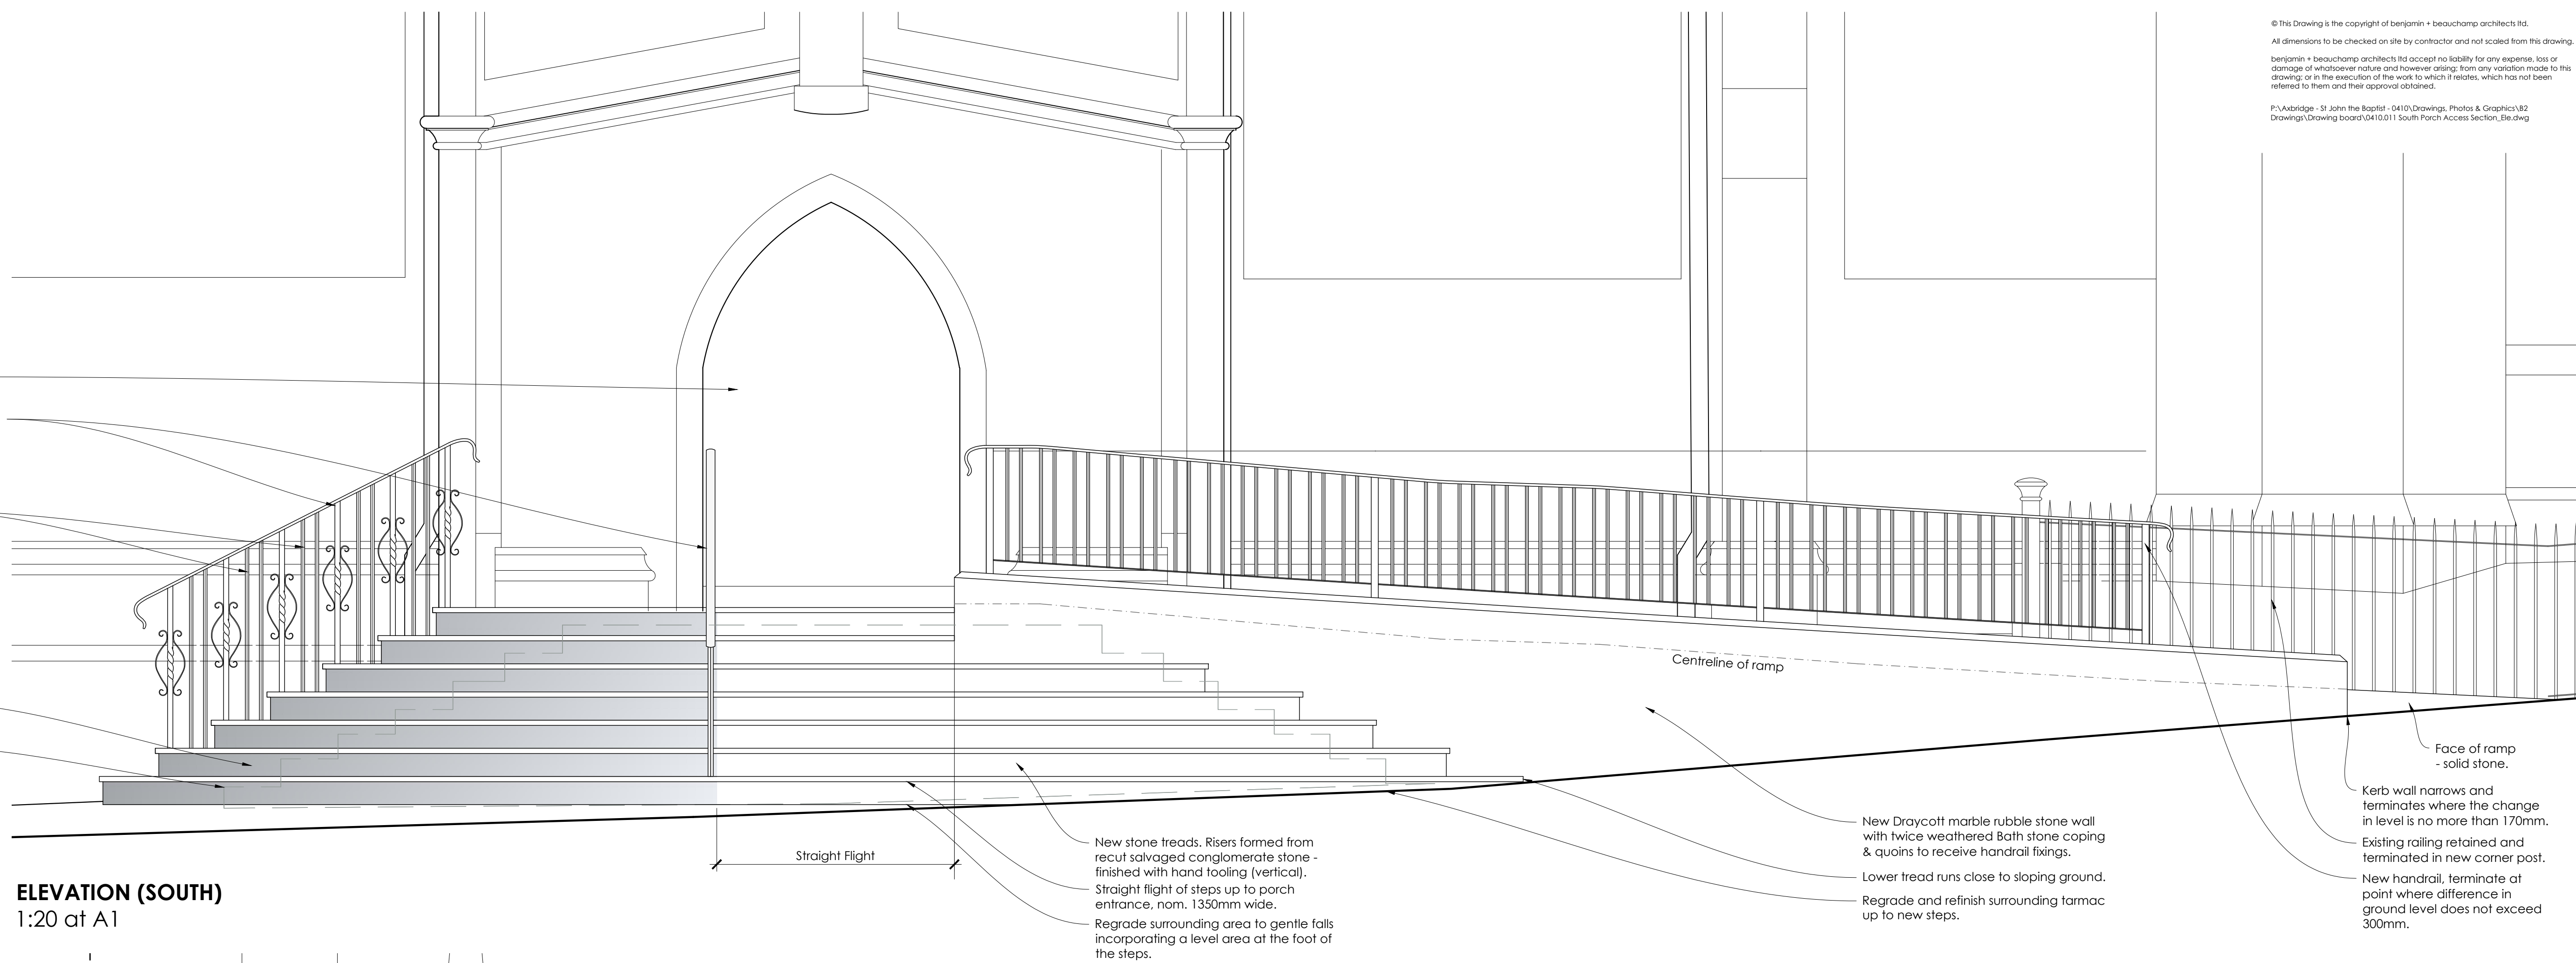 © This Drawing is the copyright of benjamin + beauchamp architects ltd.
All dimensions to be checked on site by contractor and not scaled from this drawing.
benjamin + beauchamp architects ltd accept no liability for any expense, loss or
damage of whatsoever nature and however arising; from any variation made to this
drawing; or in the execution of the work to which it relates, which has not been
referred to them and their approval obtained.
P:\Axbridge - St John the Baptist - 0410\Drawings, Photos & Graphics\B2
Drawings\Drawing board\0410.011 South Porch Access Section_Ele.dwg
Centreline of ramp
Face of ramp
- solid stone.
Kerb wall narrows and
terminates where the change
in level is no more than 170mm.
Existing railing retained and
terminated in new corner post.
New handrail, terminate at
point where difference in
ground level does not exceed
300mm.
New Draycott marble rubble stone wall
with twice weathered Bath stone coping
& quoins to receive handrail fixings.
Lower tread runs close to sloping ground.
Regrade and refinish surrounding tarmac
up to new steps.
Straight Flight
New stone treads. Risers formed from
recut salvaged conglomerate stone -
finished with hand tooling (vertical).
Straight flight of steps up to porch
entrance, nom. 1350mm wide.
Regrade surrounding area to gentle falls
incorporating a level area at the foot of
the steps.
ELEVATION (SOUTH)
1:20 at A1